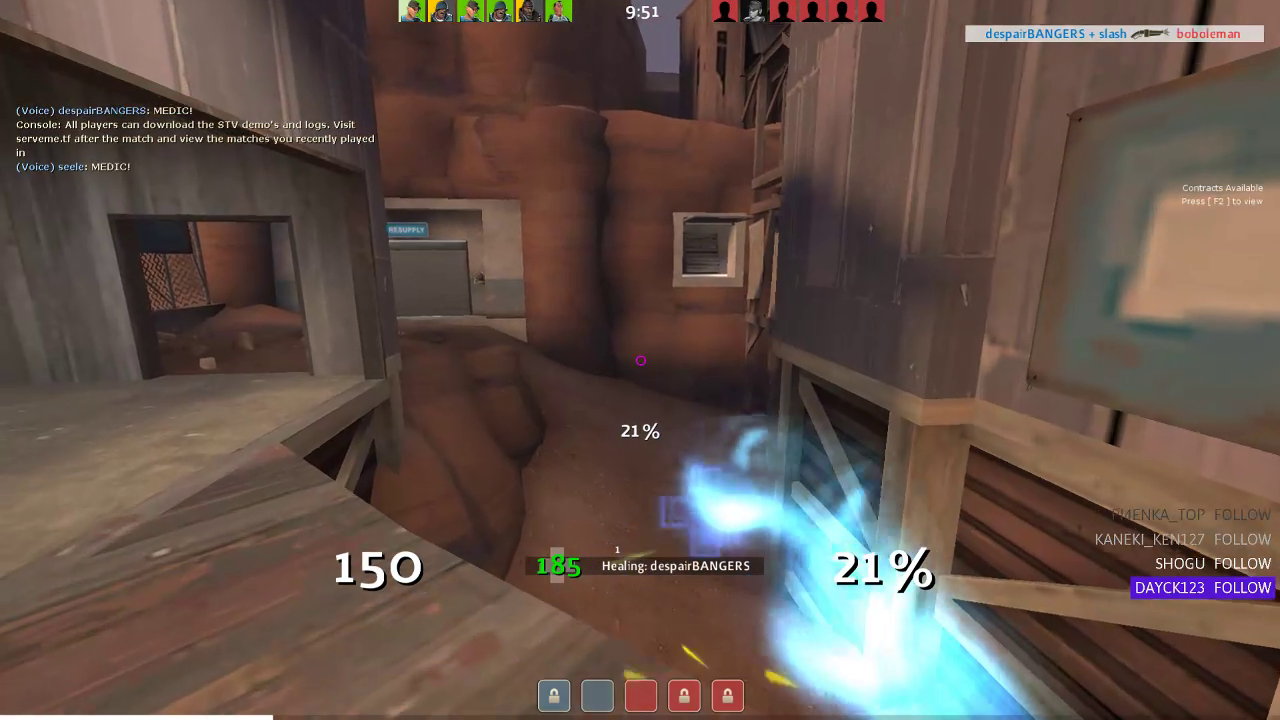 9:51
despairBANGERS + slash boboleman
(Voice) despairBANGERS: MEDIC!
Console: All players can download the STV demo's and logs. Visit
serveme.tf after the match and view the matches you recently played
in
(Voice) seele: MEDIC!
Contracts Available
Press [ F2 ] to view
RESUPPLY
21%
FOLLOW
KANEKI_KEN127 FOLLOW
SHOGU FOLLOW
DAYCK123 FOLLOW
1
150
185 Healing: despairBANGERS
21%